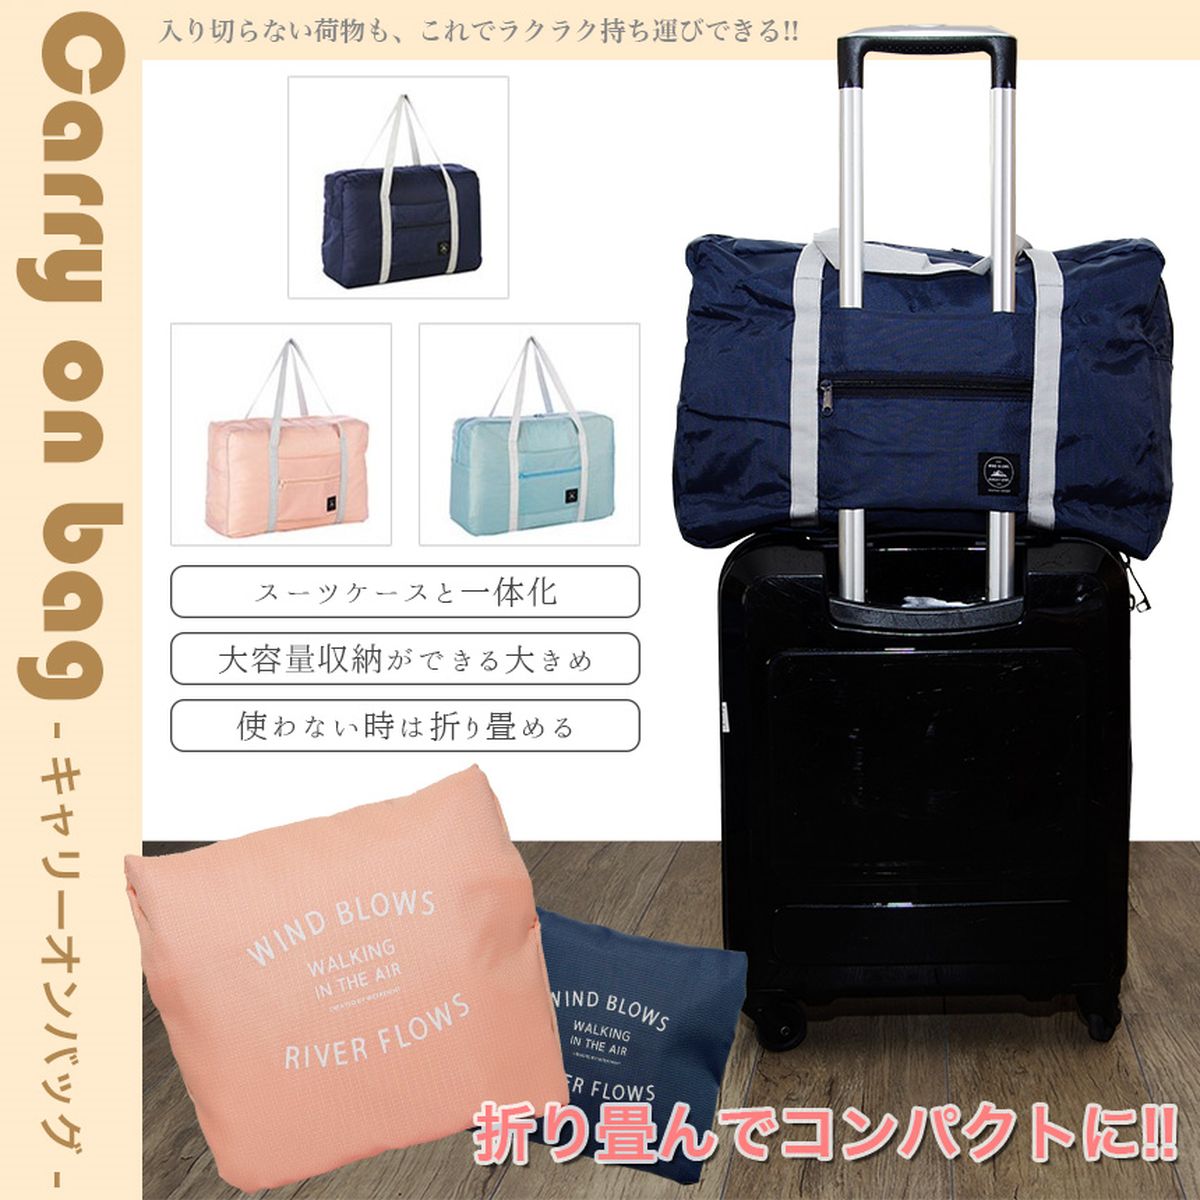 入り切らない荷物も、これでラクラク持ち運びできる!!
Carry on bag
- キャリーオンバッグ -
スーツケースと一体化
大容量収納ができる大きめ
使わない時は折り畳める
WIND BLOWS
WIND BLOWS
WALKING
IN THE AIR
RIVER FLOWS
WIND BLOWS
WALKING
IN THE AIR
ER FLOWS
折り畳んでコンパクトに!!